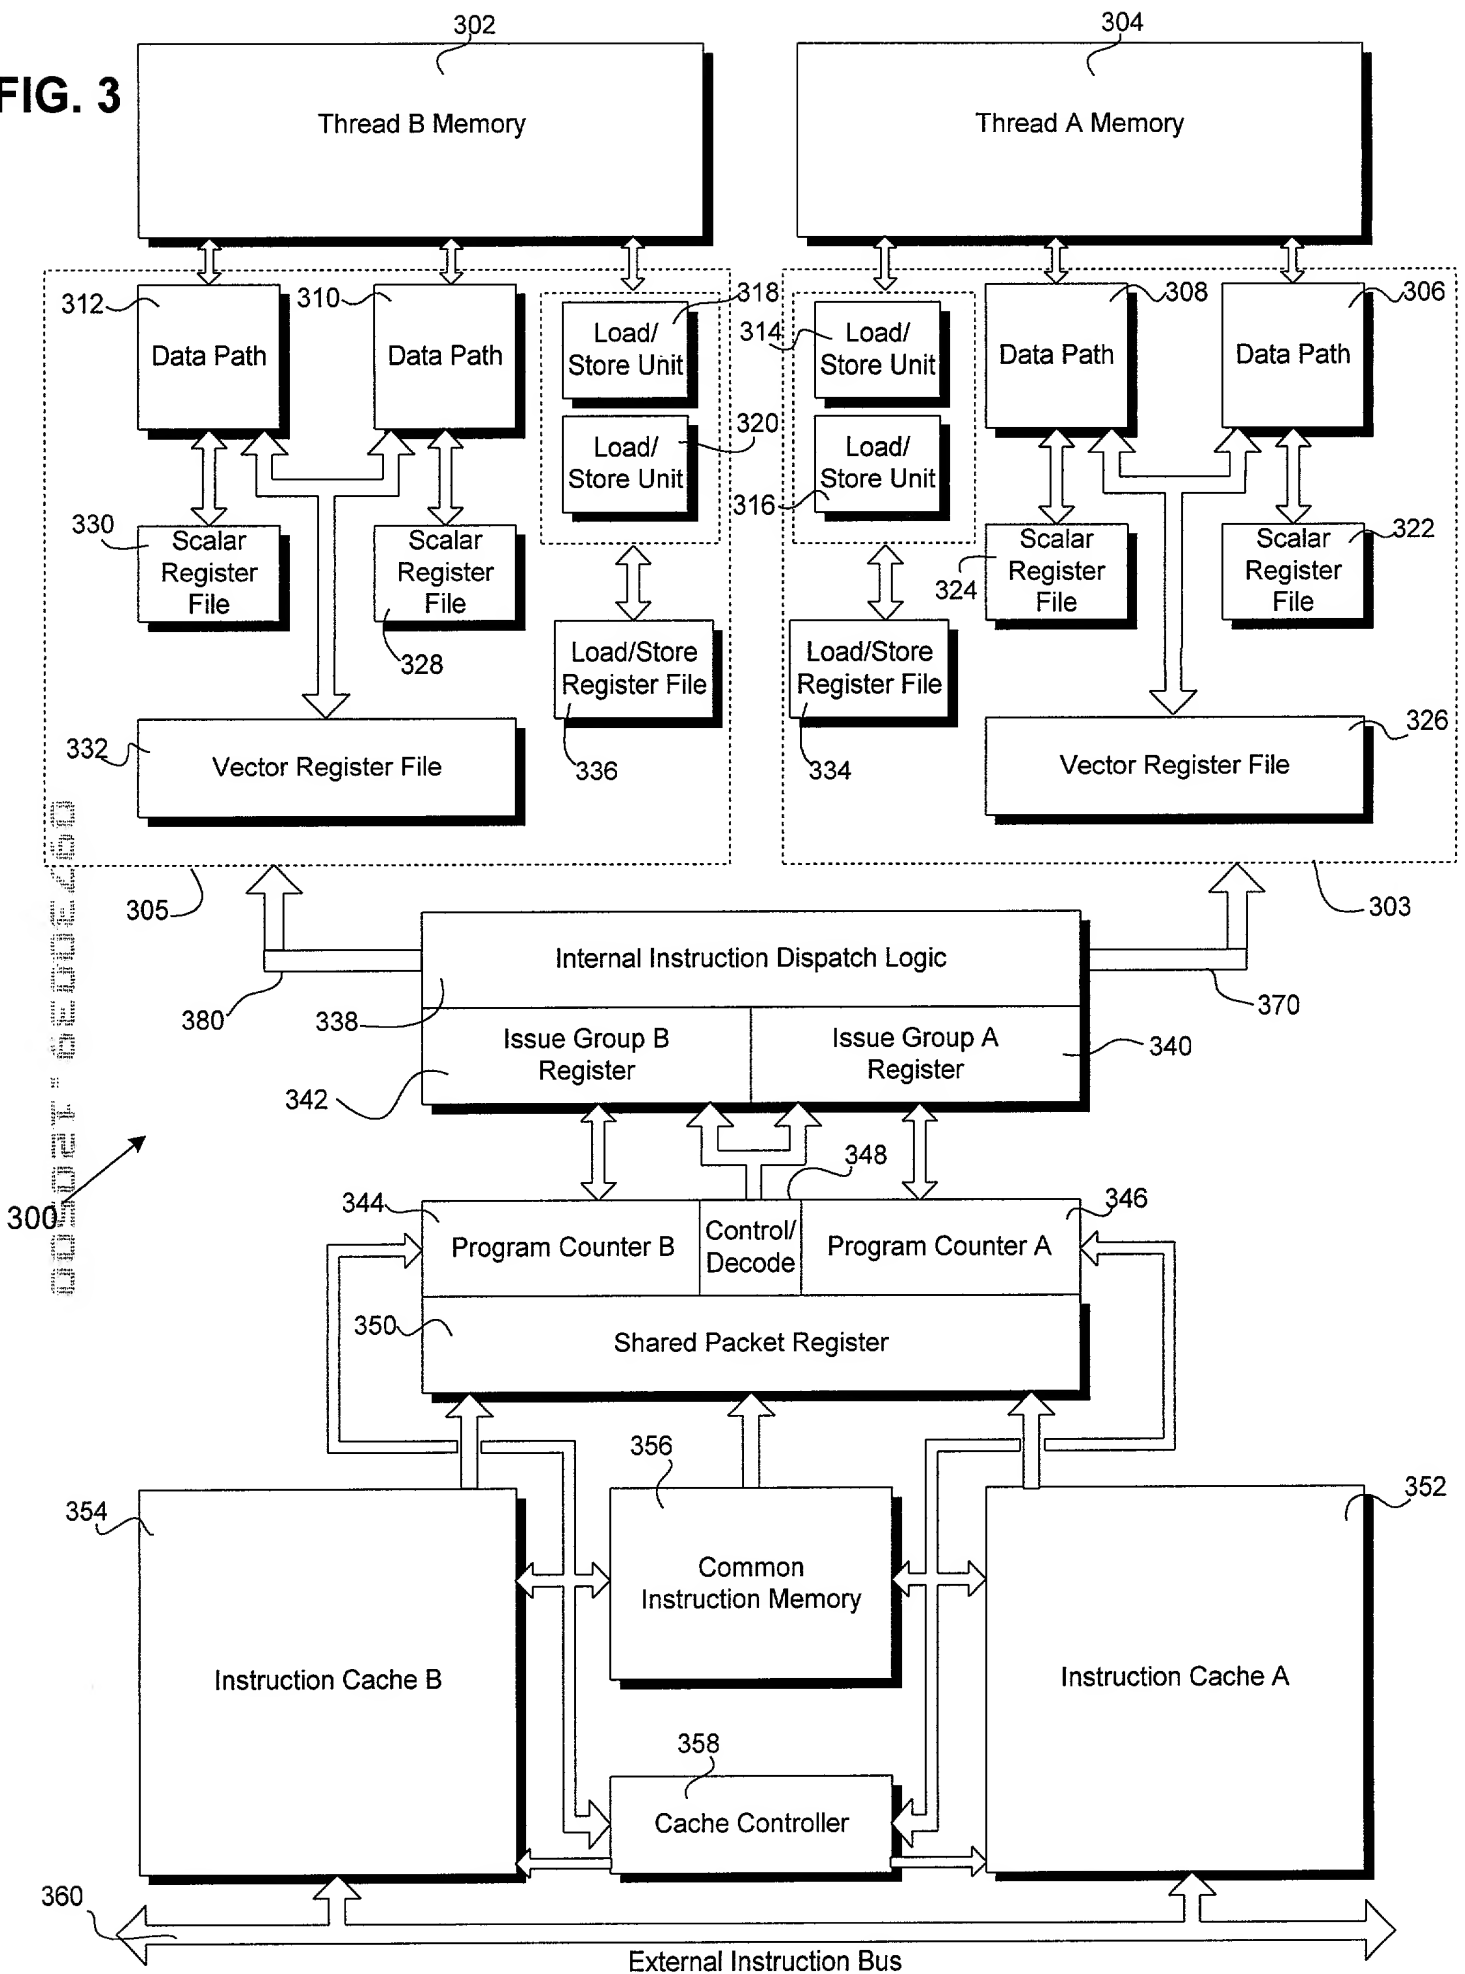 302
304
FIG. 3
Thread B Memory
Thread A Memory
312
310
318
314
308
306
Data Path
Data Path
Load/
Store Unit
Load/
Store Unit
Data Path
Data Path
320
316
Load/
Store Unit
Load/
Store Unit
330
Scalar
Register
File
Scalar
Register
File
328
324
Scalar
Register
File
Scalar
Register
File
322
Load/Store
Register File
Load/Store
Register File
332
Vector Register File
336
334
Vector Register File
326
305
303
Internal Instruction Dispatch Logic
380
338
370
Issue Group B
Register
Issue Group A
Register
340
342
348
344
346
300
Program Counter B
Control/
Decode
Program Counter A
350
Shared Packet Register
356
354
352
Common
Instruction Memory
Instruction Cache B
Instruction Cache A
358
Cache Controller
360
External Instruction Bus
09730039 . 120500